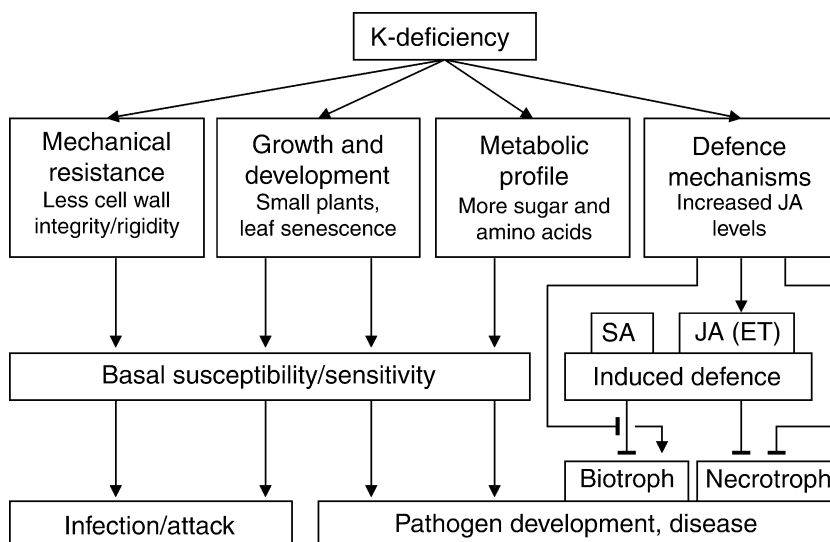 K-deficiency
Mechanical
resistance
Less cell wall
integrity/rigidity)
Growth and
development
Small plants,
leaf senescence
Metabolic
profile
More sugar and
amino acids
Defence
mechanisms
Increased JA
levels
SA
JA (ET)
Basal susceptibility/sensitivity
Induced defence
Biotroph
Necrotroph
Infection/attack
Pathogen development, disease